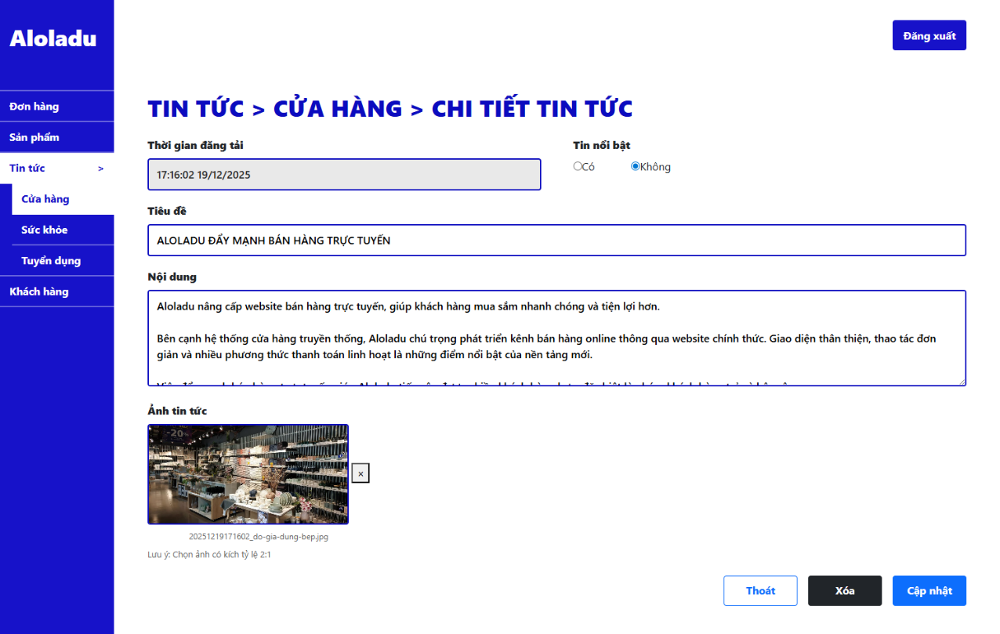 Aloladu
Đăng xuất
Đơn hàng
Sản phẩm
Tin tức >
Cửa hàng
Sức khỏe
Tuyển dụng
Khách hàng
TIN TỨC > CỬA HÀNG > CHI TIẾT TIN TỨC
Thời gian đăng tải
17:16:02 19/12/2025
Tin nổi bật
Có Không
Tiêu đề
ALOLADU ĐẨY MẠNH BÁN HÀNG TRỰC TUYẾN
Nội dung
Aloladu nâng cấp website bán hàng trực tuyến, giúp khách hàng mua sắm nhanh chóng và tiện lợi hơn.
Bên cạnh hệ thống cửa hàng truyền thống, Aloladu chú trọng phát triển kênh bán hàng online thông qua website chính thức. Giao diện thân thiện, thao tác đơn
giản và nhiều phương thức thanh toán linh hoạt là những điểm nổi bật của nền tảng mới.
Ảnh tin tức
-20%
×
20251219171602_do-gia-dung-bep.jpg
Lưu ý: Chọn ảnh có kích tỷ lệ 2:1
Thoát
Xóa
Cập nhật